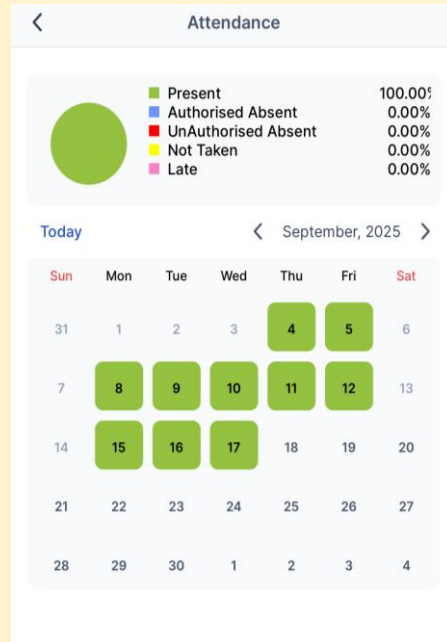 Attendance
Present 100.00%
Authorised Absent 0.00%
UnAuthorised Absent 0.00%
Not Taken 0.00%
Late 0.00%
Today September, 2025
Sun Mon Tue Wed Thu Fri Sat
31 1 2 3 4 5 6
7 8 9 10 11 12 13
14 15 16 17 18 19 20
21 22 23 24 25 26 27
28 29 30 1 2 3 4